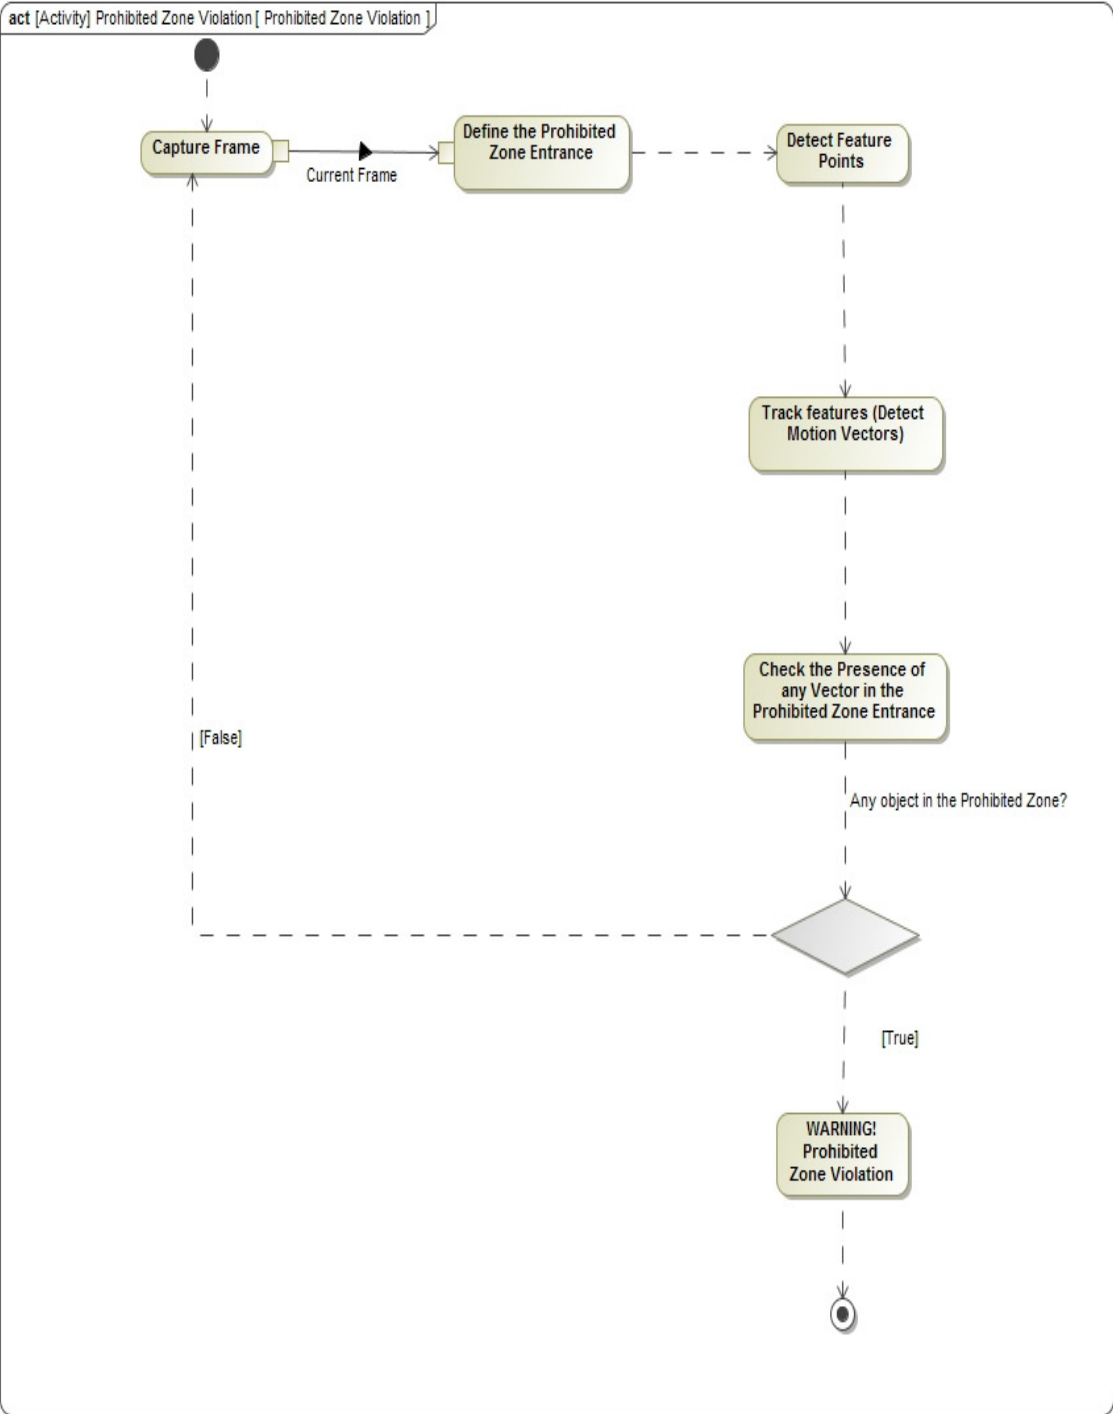 act [Activity] Prohibited Zone Violation [ Prohibited Zone Violation ]
Capture Frame
Current Frame
Define the Prohibited
Zone Entrance
Detect Feature
Points
Track features (Detect
Motion Vectors)
Check the Presence of
any Vector in the
Prohibited Zone Entrance
[False]
Any object in the Prohibited Zone?
[True]
WARNING!
Prohibited
Zone Violation